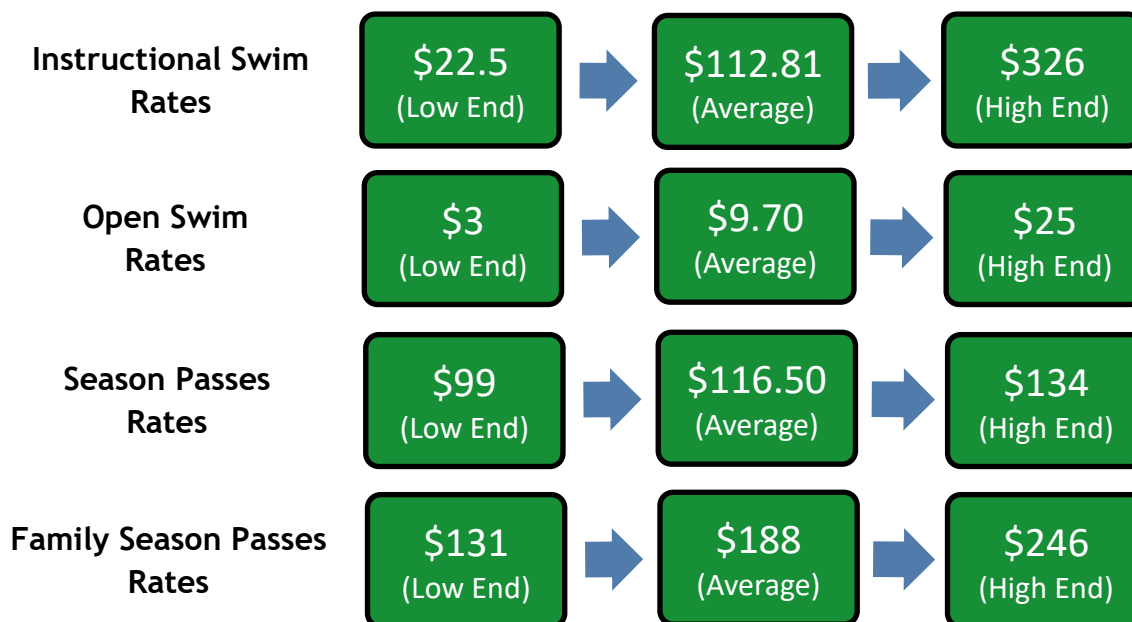 Instructional Swim
Rates
$22.5
(Low End)
$112.81
(Average)
$326
(High End)
Open Swim
Rates
$3
(Low End)
$9.70
(Average)
$25
(High End)
Season Passes
Rates
$99
(Low End)
$116.50
(Average)
$134
(High End)
Family Season Passes
Rates
$131
(Low End)
$188
(Average)
$246
(High End)